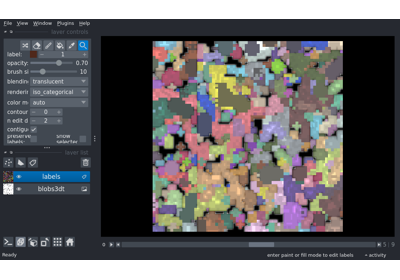 File View Window Plugins Help
layer controls
label: 1
opacity: 0.70
brush si 10
blendin translucent
renderin iso_categorical
color m auto
contour 0
n edit d 2
contigu
preserve labels: show selected:
layer list
labels
blobs3dt
Ready
enter paint or fill mode to edit labels
activity